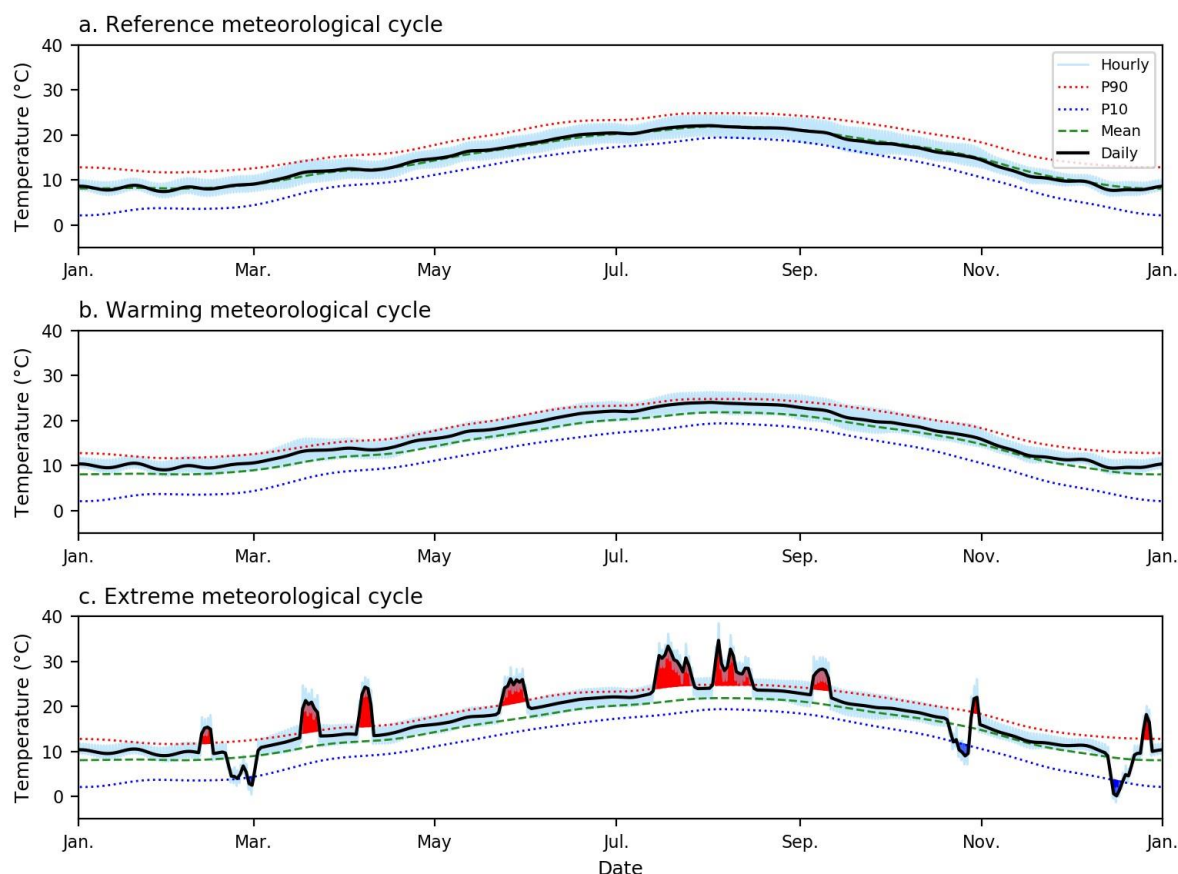 a. Reference meteorological cycle
40
30
20
10
0
Temperature (°C)
Hourly
P90
P10
Mean
Daily
Jan. Mar. May Jul. Sep. Nov. Jan.
b. Warming meteorological cycle
40
30
20
10
0
Temperature (°C)
Jan. Mar. May Jul. Sep. Nov. Jan.
c. Extreme meteorological cycle
40
30
20
10
0
Temperature (°C)
Jan. Mar. May Jul. Sep. Nov. Jan.
Date